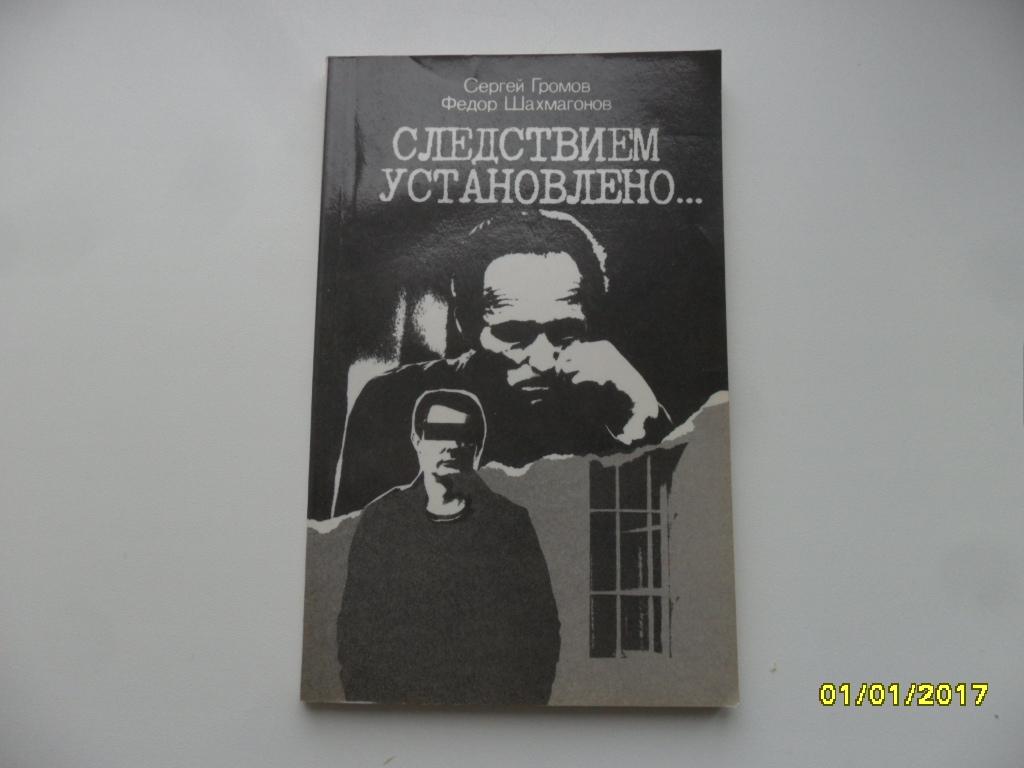 Сергей Громов
Федор Шахмагонов
СЛЕДСТВИЕМ
УСТАНОВЛЕНО...
01/01/2017